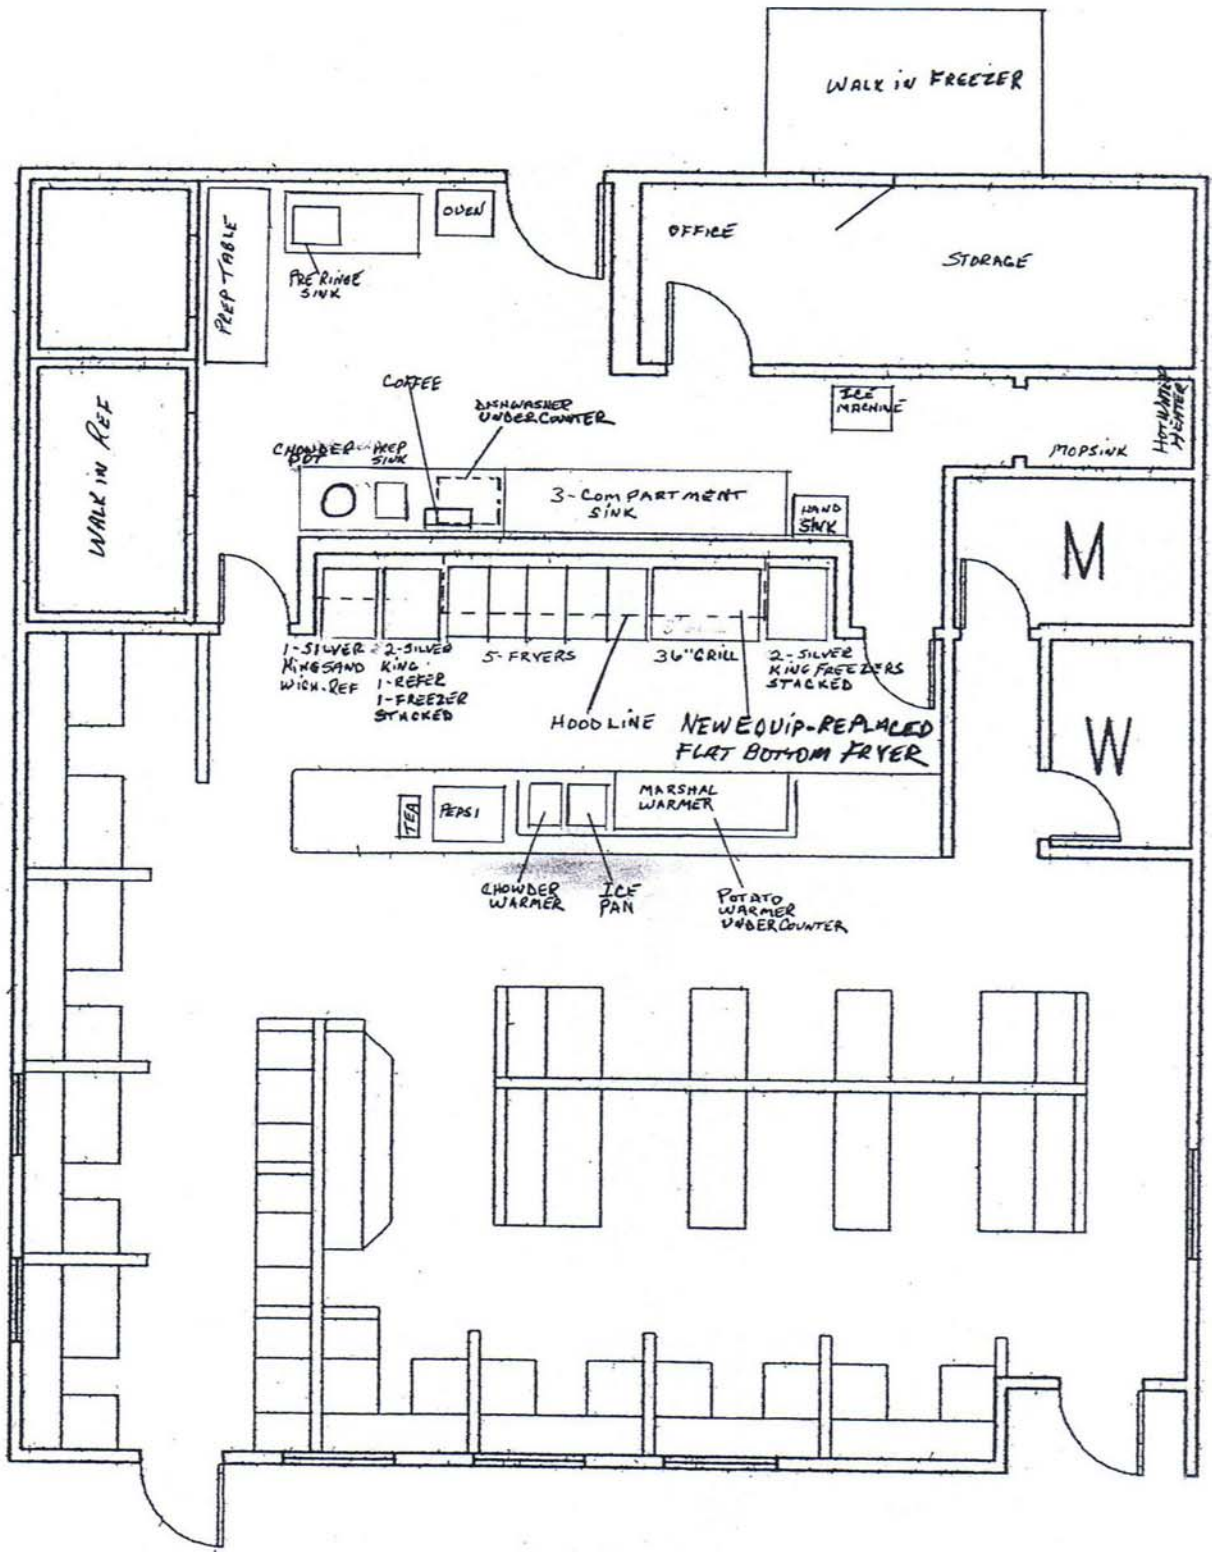 WALK IN FREEZER
OFFICE
STORAGE
OVEN
PREP TABLE
PRE RINSE
SINK
COFFEE
DISHWASHER
UNDERCOUNTER
ICE
MACHINE
HOTWATER
HEATER
MOPSINK
WALK IN REF
CHOWDER
POT
PREP
SINK
3-COMPARTMENT
SINK
HAND
SINK
M
1-SILVER
KING SAND
WICH-REF
2-SILVER
KING
1-REFER
1-FREEZER
STACKED
5-FRYERS
36" GRILL
2-SILVER
KING FREEZERS
STACKED
HOOD LINE
NEW EQUIP-REPLACED
FLAT BOTTOM FRYER
W
TEA
PEPSI
MARSHAL
WARMER
CHOWDER
WARMER
ICE
PAN
POTATO
WARMER
UNDERCOUNTER